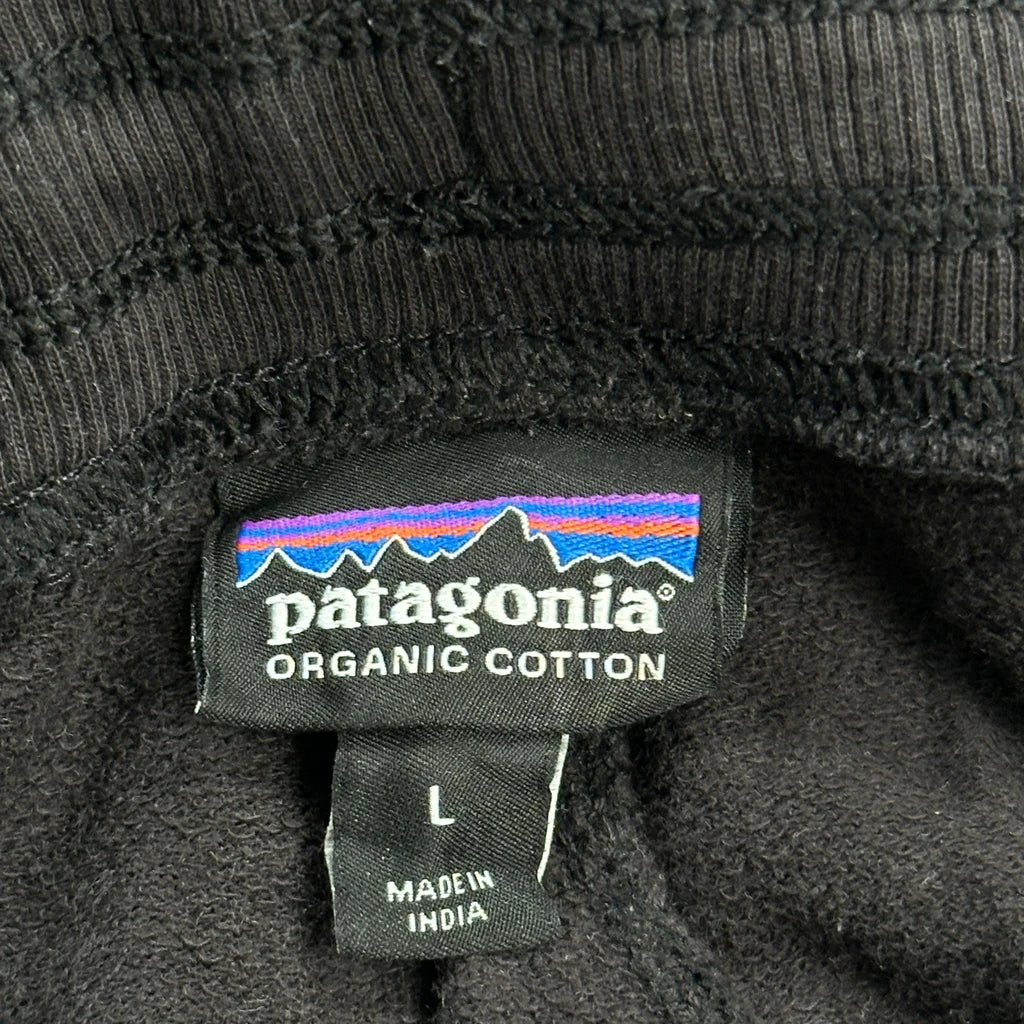 patagonia®
ORGANIC COTTON
L
MADE IN
INDIA